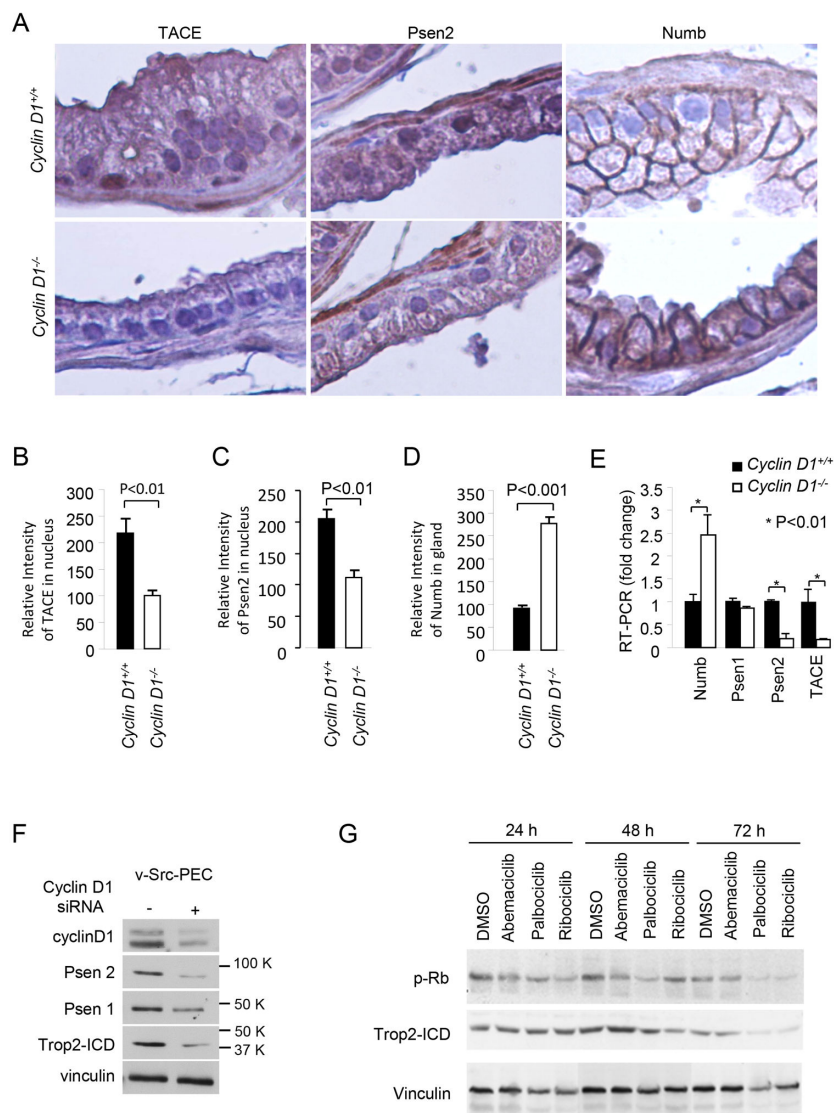 A
TACE
Psen2
Numb
Cyclin D1+/+
Cyclin D1-/-
B
Relative Intensity
of TACE in nucleus
P<0.01
300
250
200
150
100
50
0
Cyclin D1+/+
Cyclin D1-/-
C
Relative Intensity
of Psen2 in nucleus
P<0.01
250
200
150
100
50
0
Cyclin D1+/+
Cyclin D1-/-
D
Relative Intensity
of Numb in gland
P<0.001
350
300
250
200
150
100
50
0
Cyclin D1+/+
Cyclin D1-/-
E
Cyclin D1+/+
Cyclin D1-/-
* P<0.01
RT-PCR (fold change)
3.5
3
2.5
2
1.5
1
0.5
0
*
*
*
Numb
Psen1
Psen2
TACE
F
v-Src-PEC
Cyclin D1
siRNA
- +
cyclinD1
Psen 2
100 K
Psen 1
50 K
Trop2-ICD
50 K
37 K
vinculin
G
24 h 48 h 72 h
DMSO Abemaciclib Palbociclib Ribociclib DMSO Abemaciclib Palbociclib Ribociclib DMSO Abemaciclib Palbociclib Ribociclib
p-Rb
Trop2-ICD
Vinculin